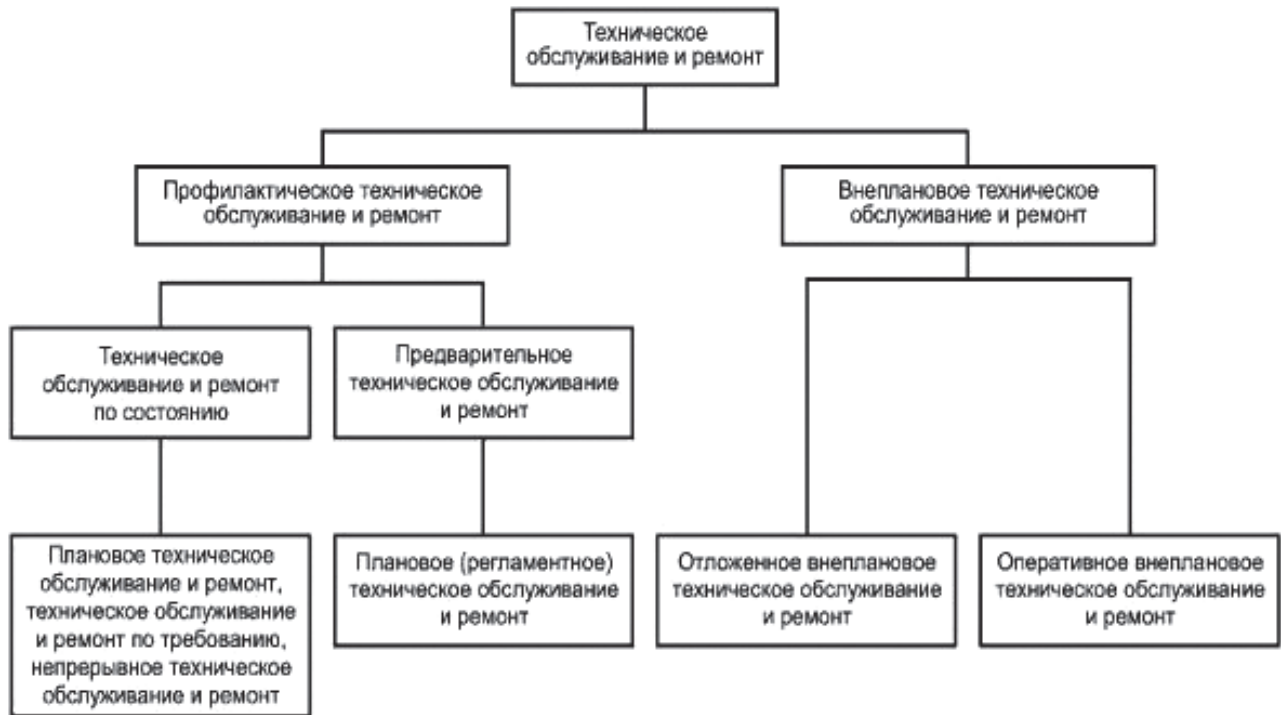 Техническое
обслуживание и ремонт
Профилактическое техническое
обслуживание и ремонт
Внеплановое техническое
обслуживание и ремонт
Техническое
обслуживание и ремонт
по состоянию
Предварительное
техническое обслуживание
и ремонт
Плановое техническое
обслуживание и ремонт,
техническое обслуживание
и ремонт по требованию,
непрерывное техническое
обслуживание и ремонт
Плановое (регламентное)
техническое обслуживание
и ремонт
Отложенное внеплановое
техническое обслуживание
и ремонт
Оперативное внеплановое
техническое обслуживание
и ремонт